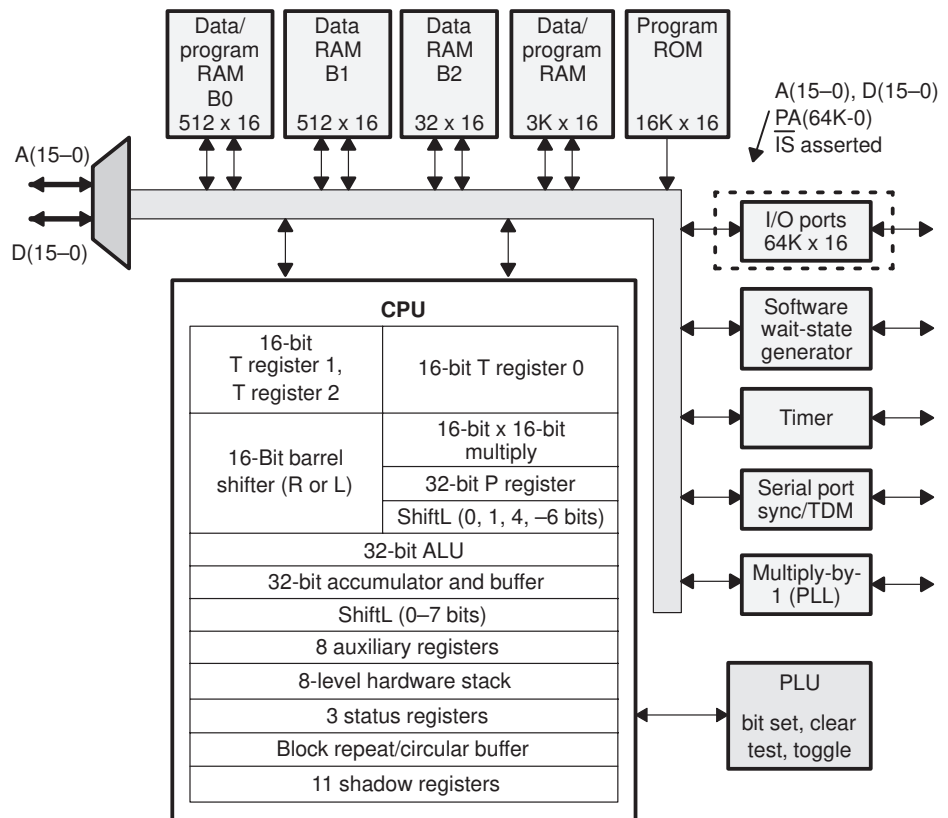 Data/
program
RAM
B0
512 x 16
Data
RAM
B1
512 x 16
Data
RAM
B2
32 x 16
Data/
program
RAM
3K x 16
Program
ROM
16K x 16
A(15–0), D(15–0)
PA(64K-0)
I̅S̅ asserted
A(15–0)
D(15–0)
I/O ports
64K x 16
Software
wait-state
generator
Timer
Serial port
sync/TDM
Multiply-by-
1 (PLL)
CPU
16-bit
T register 1,
T register 2
16-bit T register 0
16-Bit barrel
shifter (R or L)
16-bit x 16-bit
multiply
32-bit P register
ShiftL (0, 1, 4, –6 bits)
32-bit ALU
32-bit accumulator and buffer
ShiftL (0–7 bits)
8 auxiliary registers
8-level hardware stack
3 status registers
Block repeat/circular buffer
11 shadow registers
PLU
bit set, clear
test, toggle